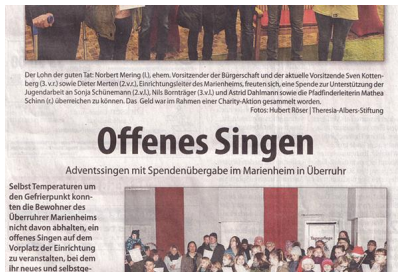 Der Lohn der guten Tat: Norbert Mering (l.), ehem. Vorsitzender der Bürgerschaft und der aktuelle Vorsitzende Sven Kotten-
berg (3. v.r.) sowie Dieter Merten (2.v.r.), Einrichtungsleiter des Marienheims, freuten sich, eine Spende zur Unterstützung der
Jugendarbeit an Sonja Schünemann (2.v.l.), Nils Bornträger (3.v.l.) und Astrid Dahlmann sowie die Pfadfinderleiterin Mathea
Schinn (r.) überreichen zu können. Das Geld war im Rahmen einer Charity-Aktion gesammelt worden.
Fotos: Hubert Röser | Theresia-Albers-Stiftung
Offenes Singen
Adventssingen mit Spendenübergabe im Marienheim in Überruhr
Selbst Temperaturen um
den Gefrierpunkt konn-
ten die Bewohner des
Überruhrer Marienheims
nicht davon abhalten, ein
offenes Singen auf dem
Vorplatz der Einrichtung
zu veranstalten, bei dem
ihr neues und selbstge-